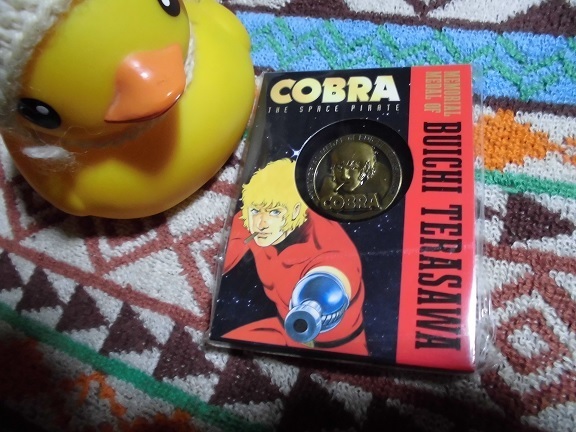 COBRA
THE SPACE PIRATE
MEMORIAL
MEDAL OF
BUICHI TERASAWA
COBRA